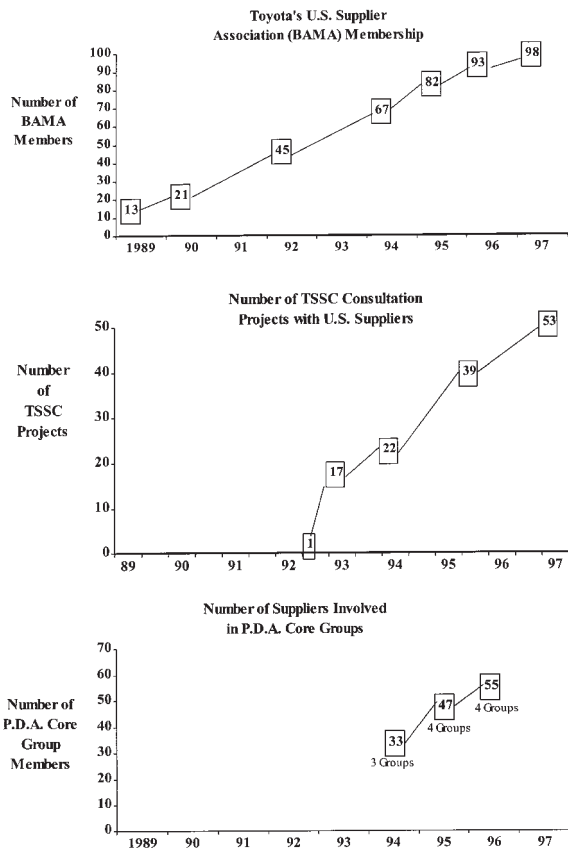 Toyota's U.S. Supplier
Association (BAMA) Membership
Number of
BAMA
Members
100
90
80
70
60
50
40
30
20
10
0
13
21
45
67
82
93
98
1989 90 91 92 93 94 95 96 97
Number of TSSC Consultation
Projects with U.S. Suppliers
Number
of
TSSC
Projects
50
40
30
20
10
0
1
17
22
39
53
89 90 91 92 93 94 95 96 97
Number of Suppliers Involved
in P.D.A. Core Groups
Number of
P.D.A. Core
Group
Members
70
60
50
40
30
20
10
0
33
3 Groups
47
4 Groups
55
4 Groups
1989 90 91 92 93 94 95 96 97